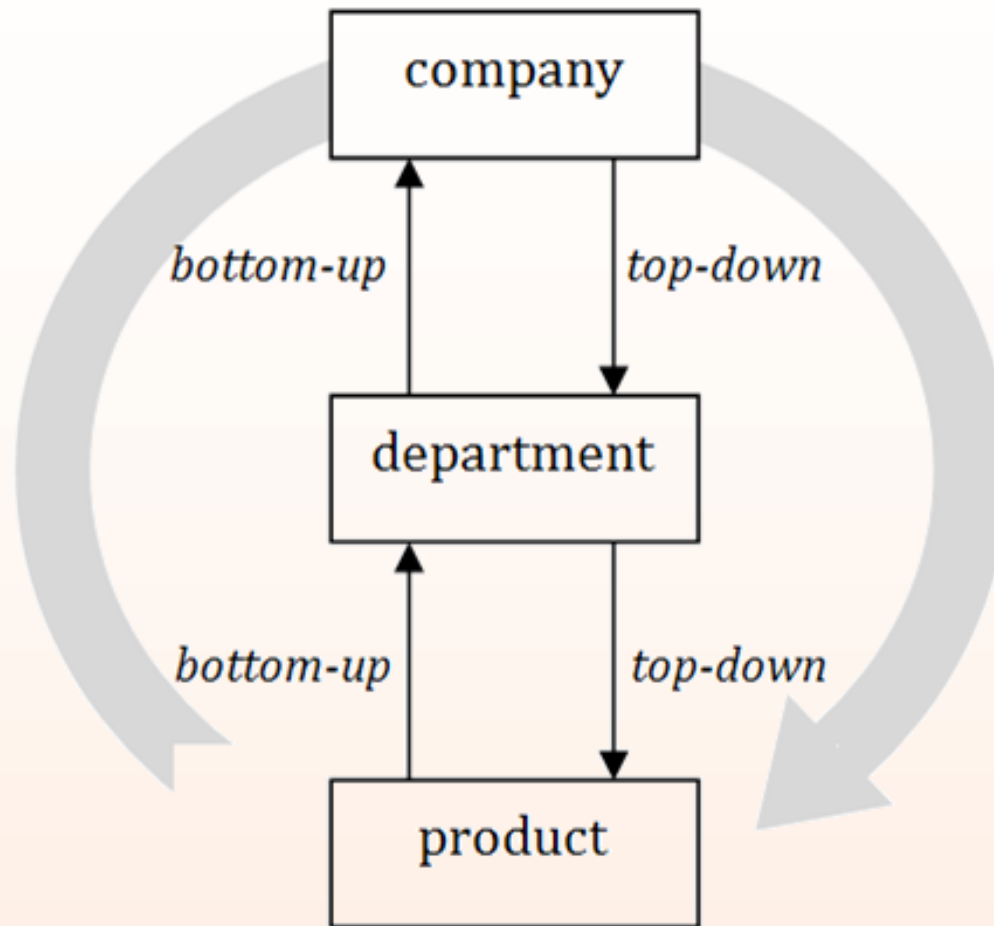 company
bottom-up
top-down
department
bottom-up
top-down
product